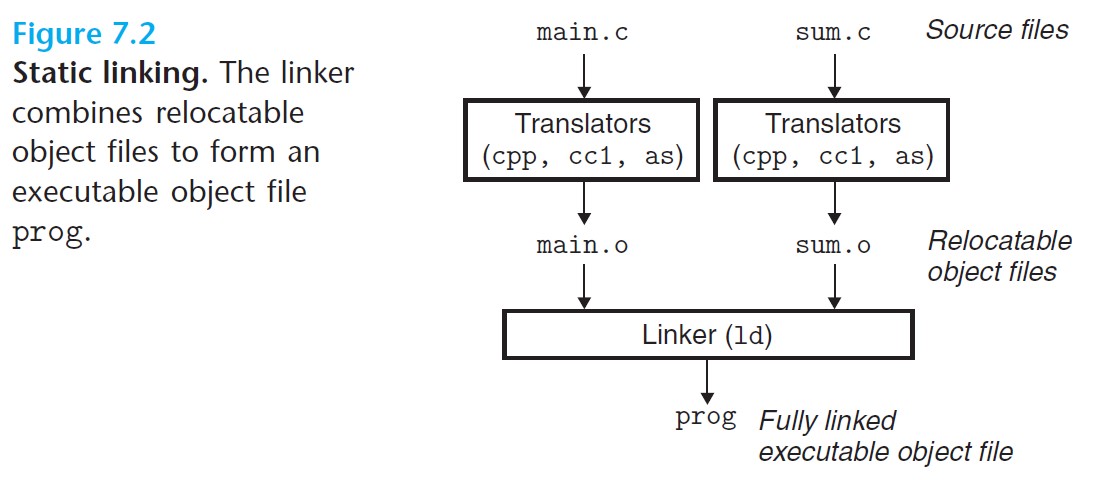 Figure 7.2
Static linking. The linker
combines relocatable
object files to form an
executable object file
prog.
main.c
sum.c
Source files
Translators
(cpp, cc1, as)
Translators
(cpp, cc1, as)
main.o
sum.o
Relocatable
object files
Linker (ld)
prog
Fully linked
executable object file